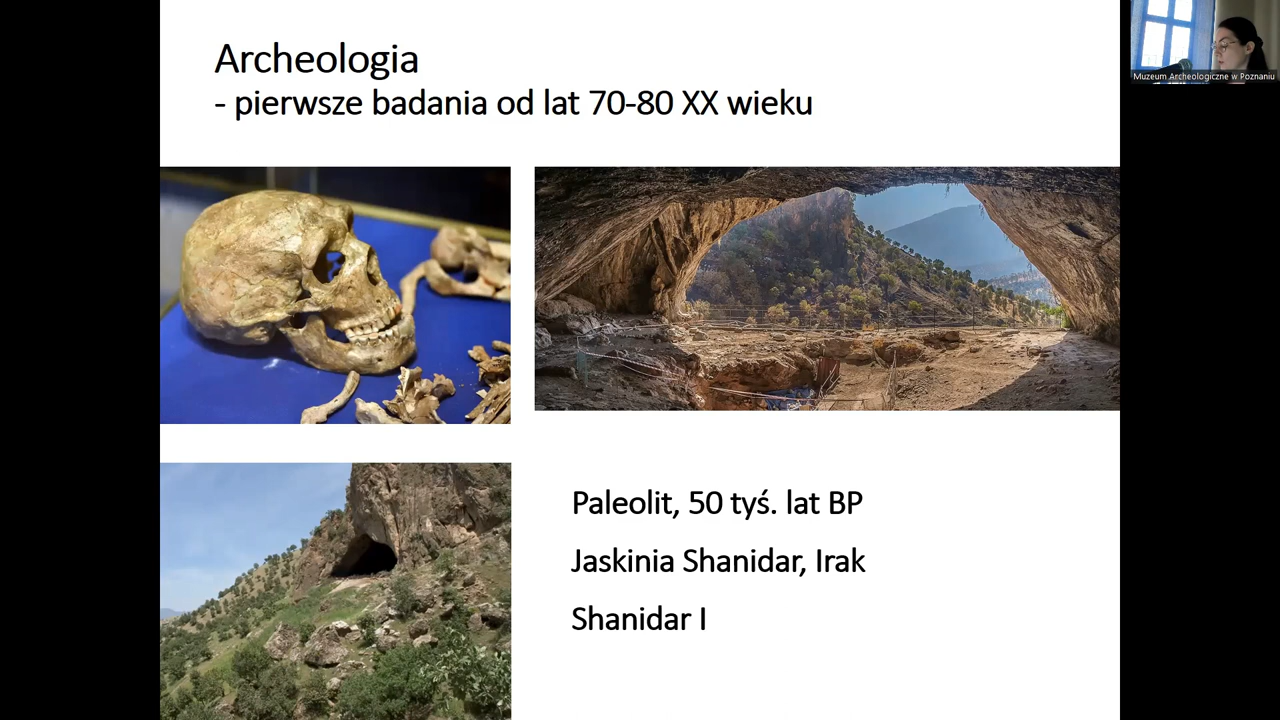 Archeologia
- pierwsze badania od lat 70-80 XX wieku
Muzeum Archeologiczne w Poznaniu
Paleolit, 50 tyś. lat BP
Jaskinia Shanidar, Irak
Shanidar I